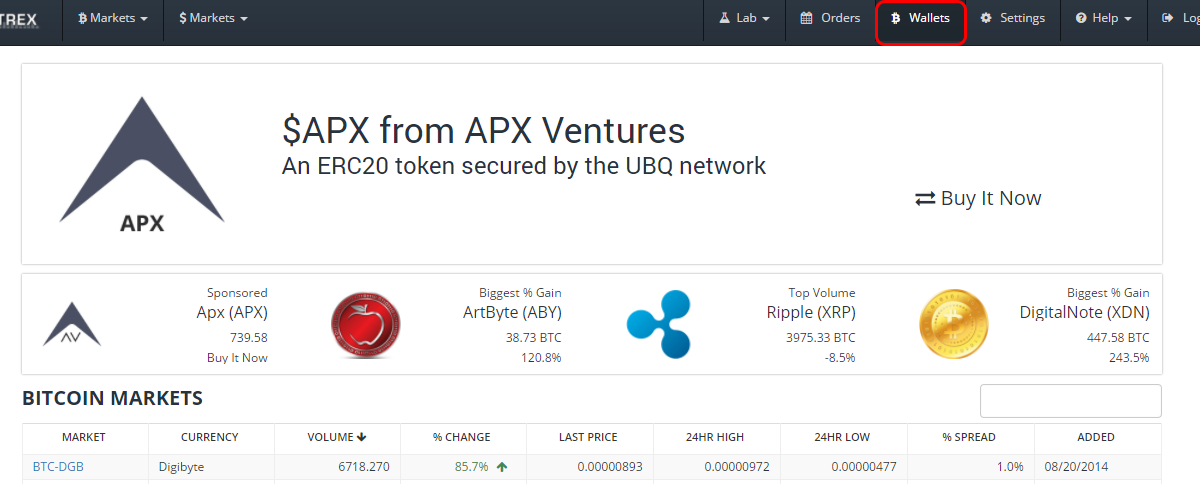 TREX Markets $ Markets Lab Orders Wallets Settings Help Log
$APX from APX Ventures
An ERC20 token secured by the UBQ network
Buy It Now
APX
Sponsored
Apx (APX)
739.58
Buy It Now
Biggest % Gain
ArtByte (ABY)
38.73 BTC
120.8%
Top Volume
Ripple (XRP)
3975.33 BTC
-8.5%
Biggest % Gain
DigitalNote (XDN)
447.58 BTC
243.5%
BITCOIN MARKETS
MARKET CURRENCY VOLUME % CHANGE LAST PRICE 24HR HIGH 24HR LOW % SPREAD ADDED
BTC-DGB Digibyte 6718.270 85.7% 0.00000893 0.00000972 0.00000477 1.0% 08/20/2014